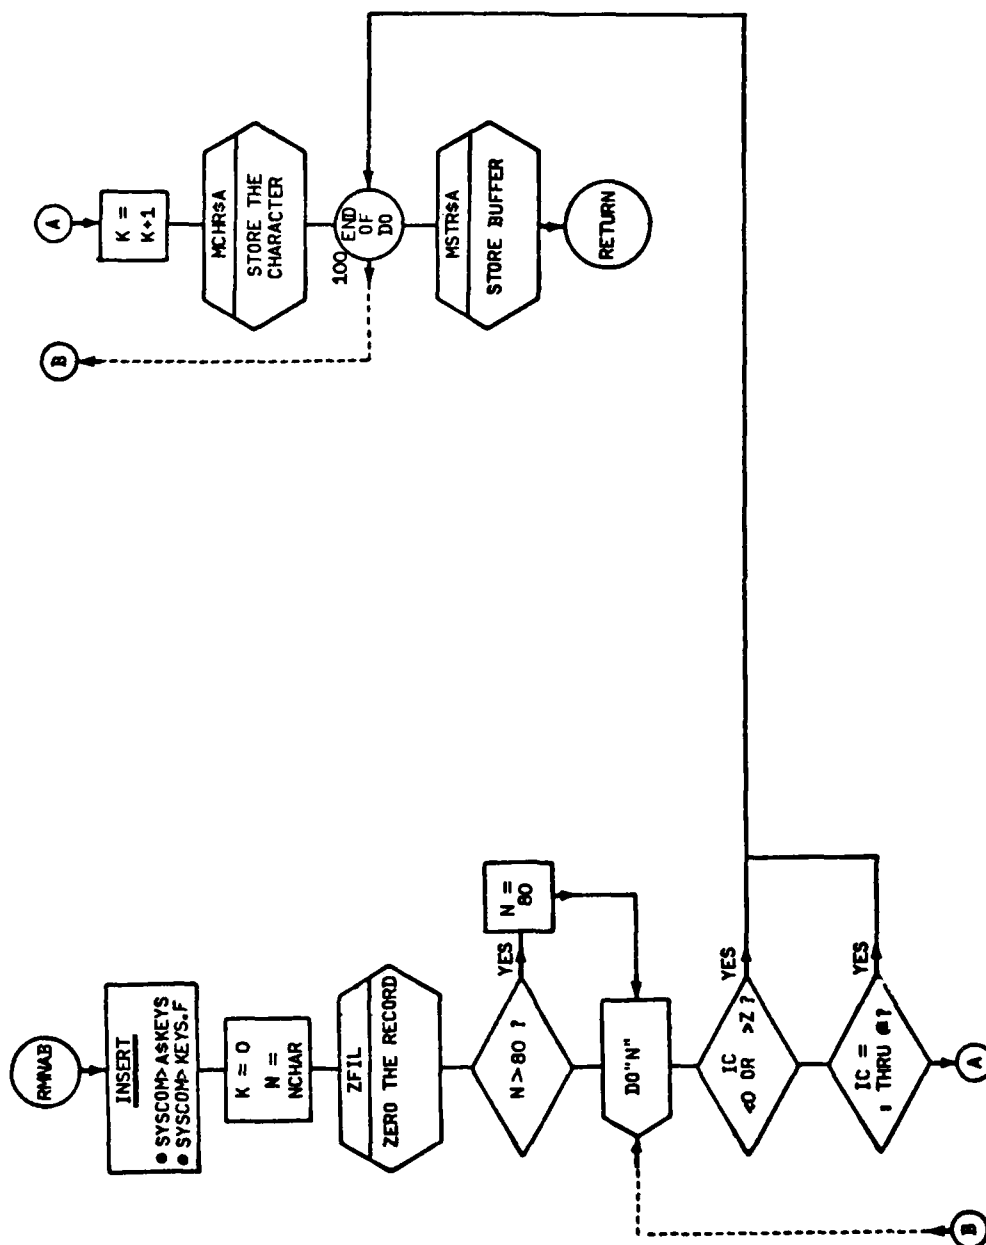 RMNAB
INSERT
● SYSCOM> A$KEYS
● SYSCOM> KEYS.F
K = 0
N =
NCHAR
ZFIL
ZERO THE RECORD
N > 80 ?
YES
N =
80
DO"N"
IC
<0 OR
>Z ?
YES
IC =
: THRU @?
YES
A
B
A
K =
K+1
MCHR$A
STORE THE
CHARACTER
100
END
OF
DO
B
MSTR$A
STORE BUFFER
RETURN